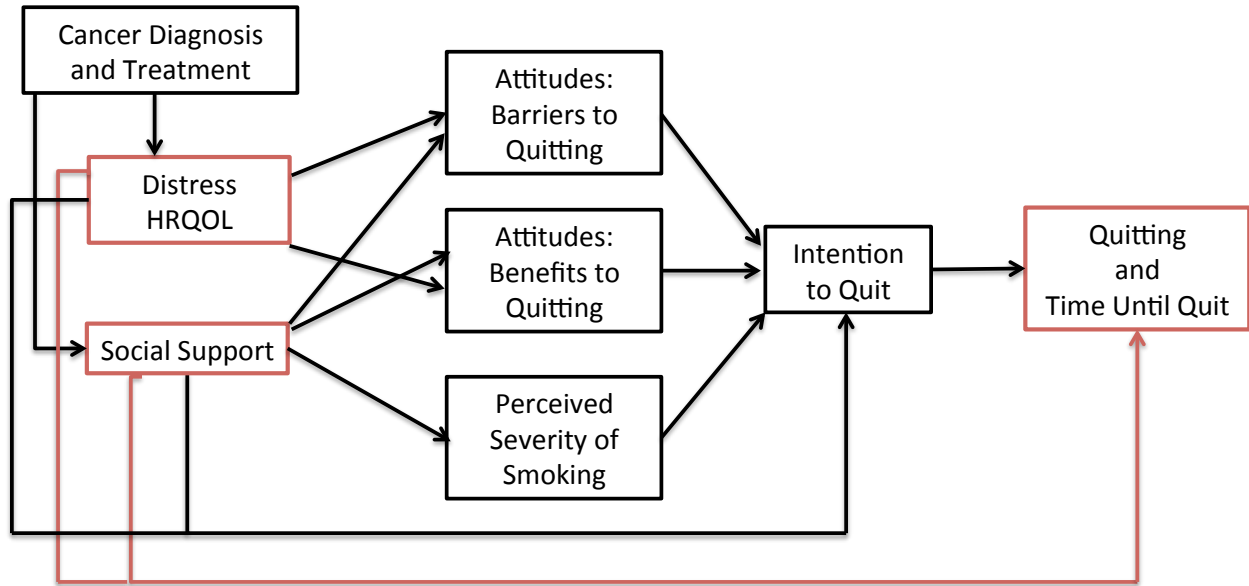 Cancer Diagnosis
and Treatment
Distress
HRQOL
Social Support
Attitudes:
Barriers to
Quitting
Attitudes:
Benefits to
Quitting
Perceived
Severity of
Smoking
Intention
to Quit
Quitting
and
Time Until Quit